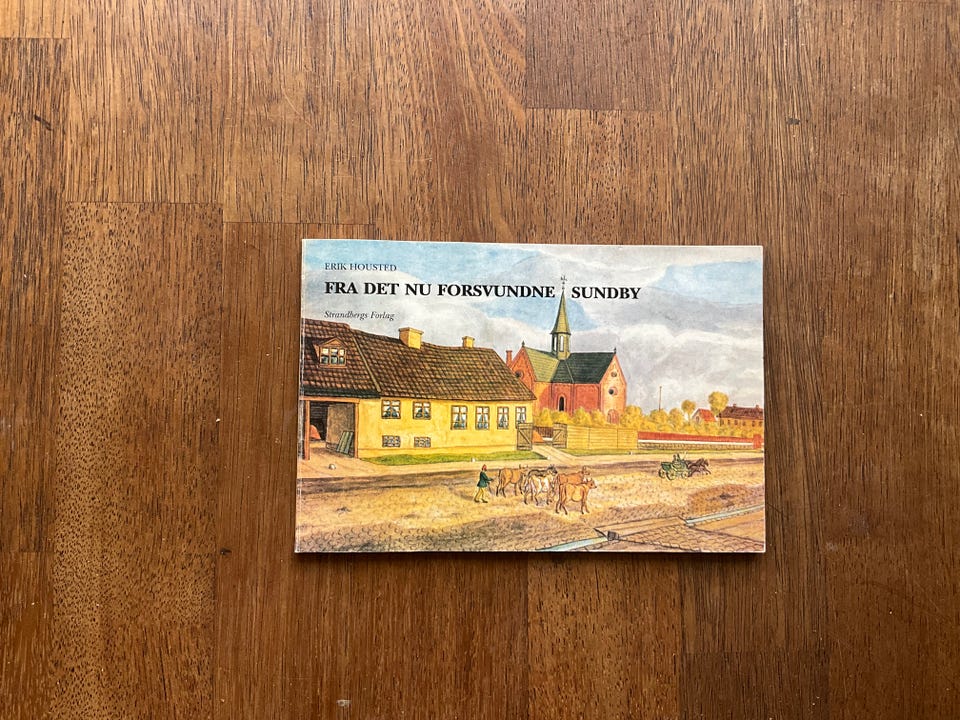 ERIK HOUSTED
FRA DET NU FORSVUNDNE SUNDBY
Strandbergs Forlag